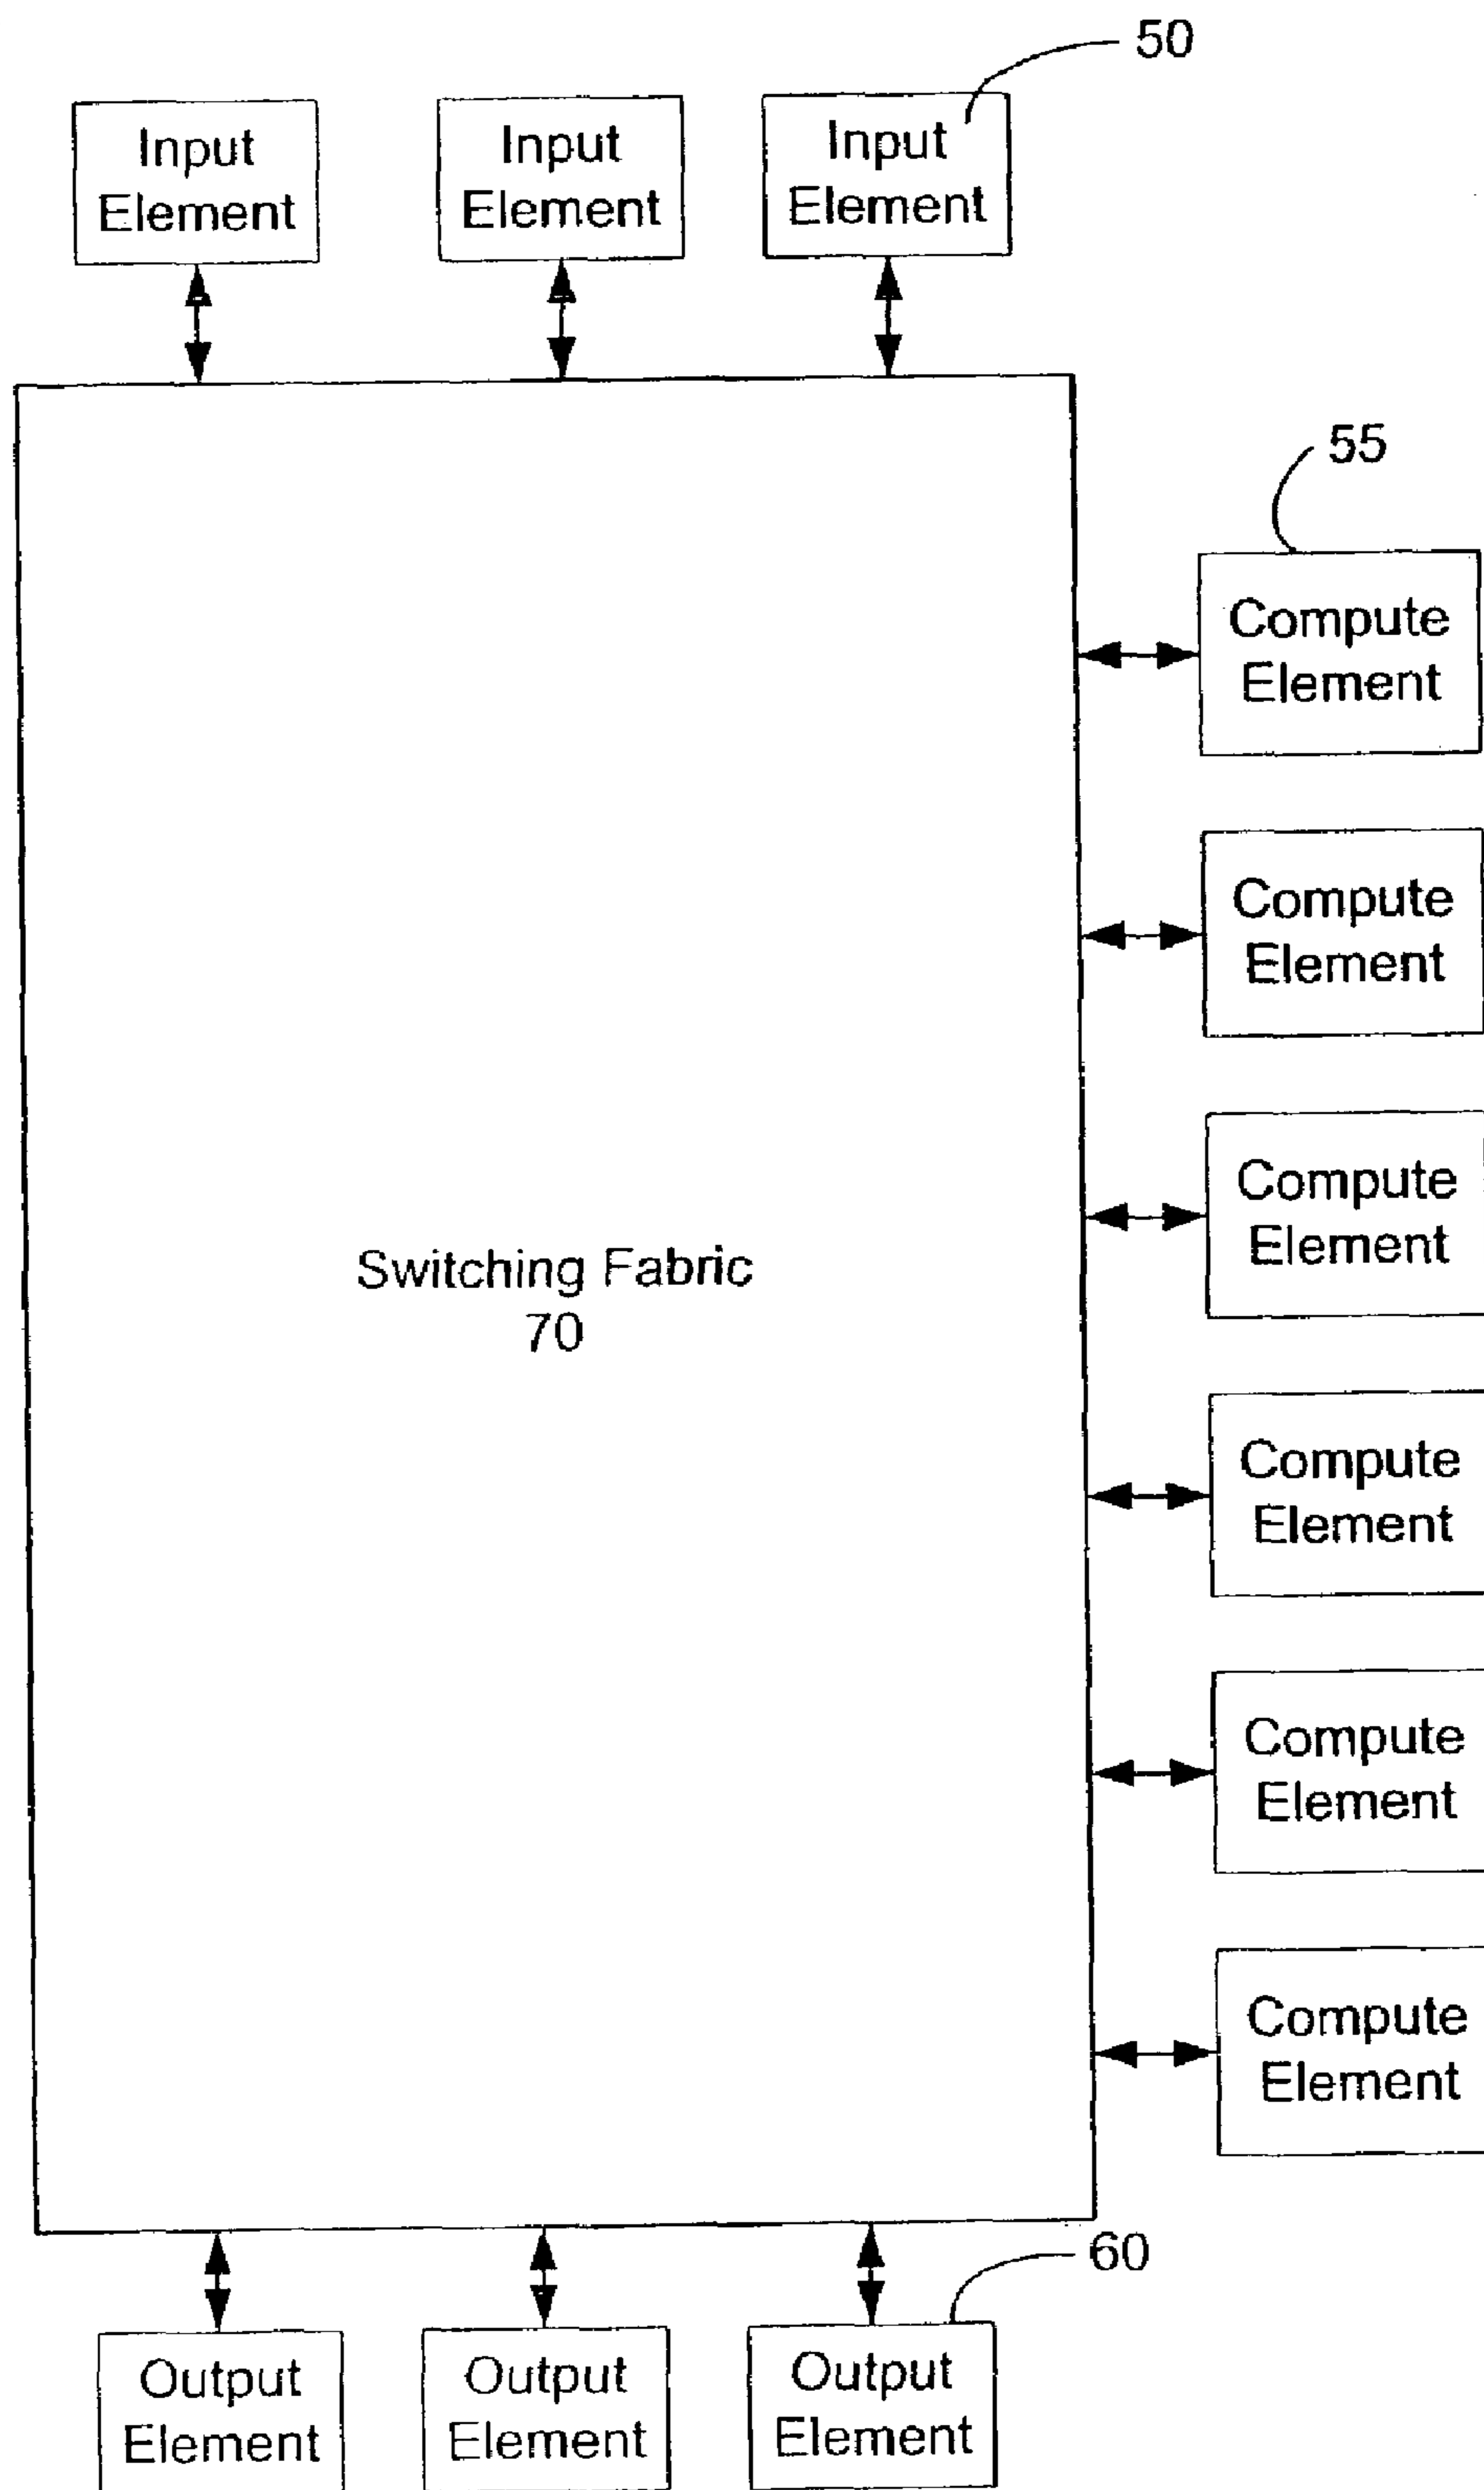 50
Input
Element
Input
Element
Input
Element
55
Compute
Element
Compute
Element
Compute
Element
Switching Fabric
70
Compute
Element
Compute
Element
Compute
Element
60
Output
Element
Output
Element
Output
Element